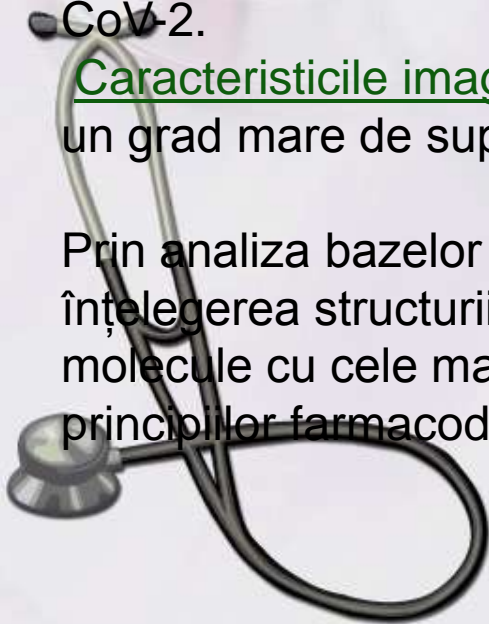 CoV-2.
Caracteristicile imag
un grad mare de sup
Prin analiza bazelor
înțelegerea structurii
molecule cu cele ma
principiilor farmacod